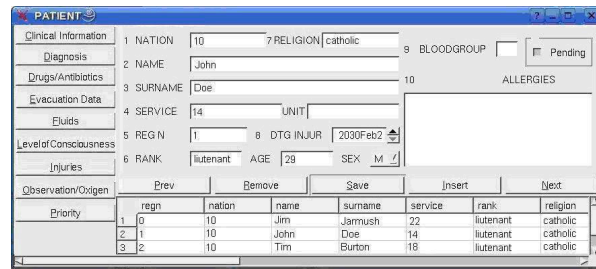 PATIENT
Clinical Information
Diagnosis
Drugs/Antibiotics
Evacuation Data
Fluids
Level of Consciousness
Injuries
Observation/Oxigen
Priority
1 NATION 10 7 RELIGION catholic
2 NAME John
3 SURNAME Doe
4 SERVICE 14 UNIT
5 REG N 1 8 DTG INJUR 2030Feb2
6 RANK liutenant AGE 29 SEX M
9 BLOODGROUP Pending
10 ALLERGIES
Prev Remove Save Insert Next
regn nation name surname service rank religion
1 0 10 Jim Jarmush 22 liutenant catholic
2 1 10 John Doe 14 liutenant catholic
3 2 10 Tim Burton 18 liutenant catholic